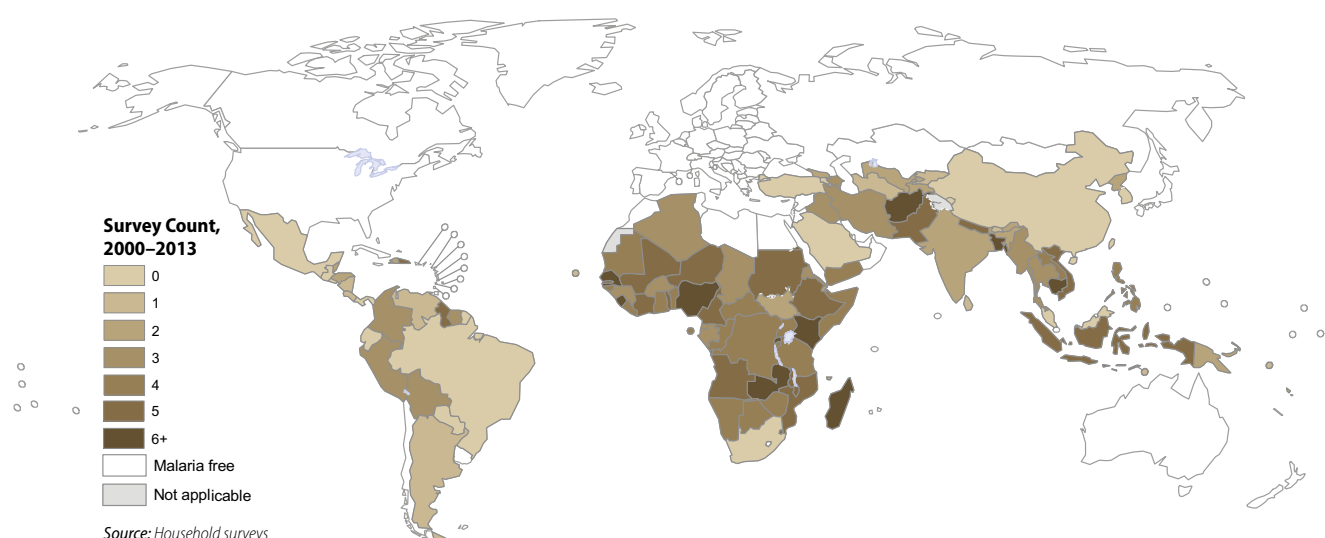 Survey Count,
2000–2013
0
1
2
3
4
5
6+
Malaria free
Not applicable
Source: Household surveys